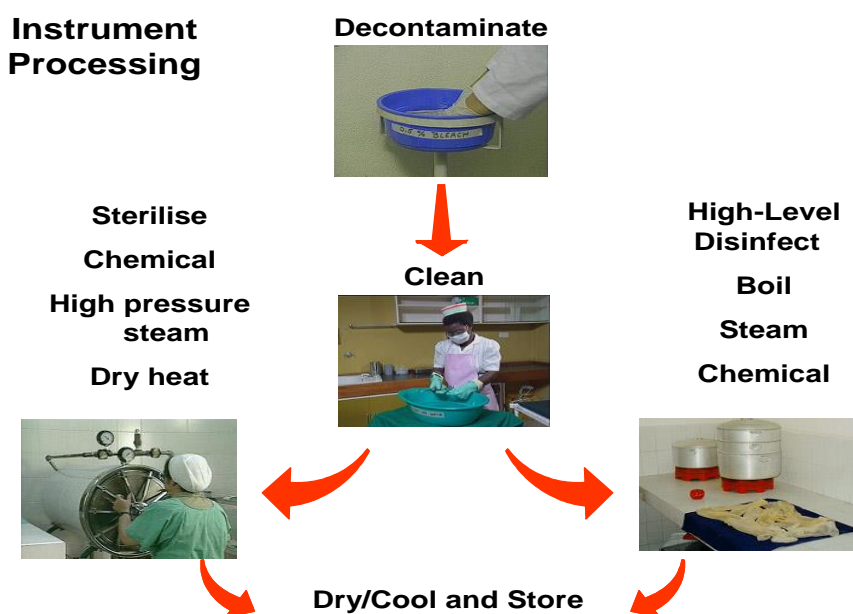 Instrument
Processing
Decontaminate
0.5 % BLEACH
Sterilise
Chemical
High pressure
steam
Dry heat
Clean
High-Level
Disinfect
Boil
Steam
Chemical
Dry/Cool and Store